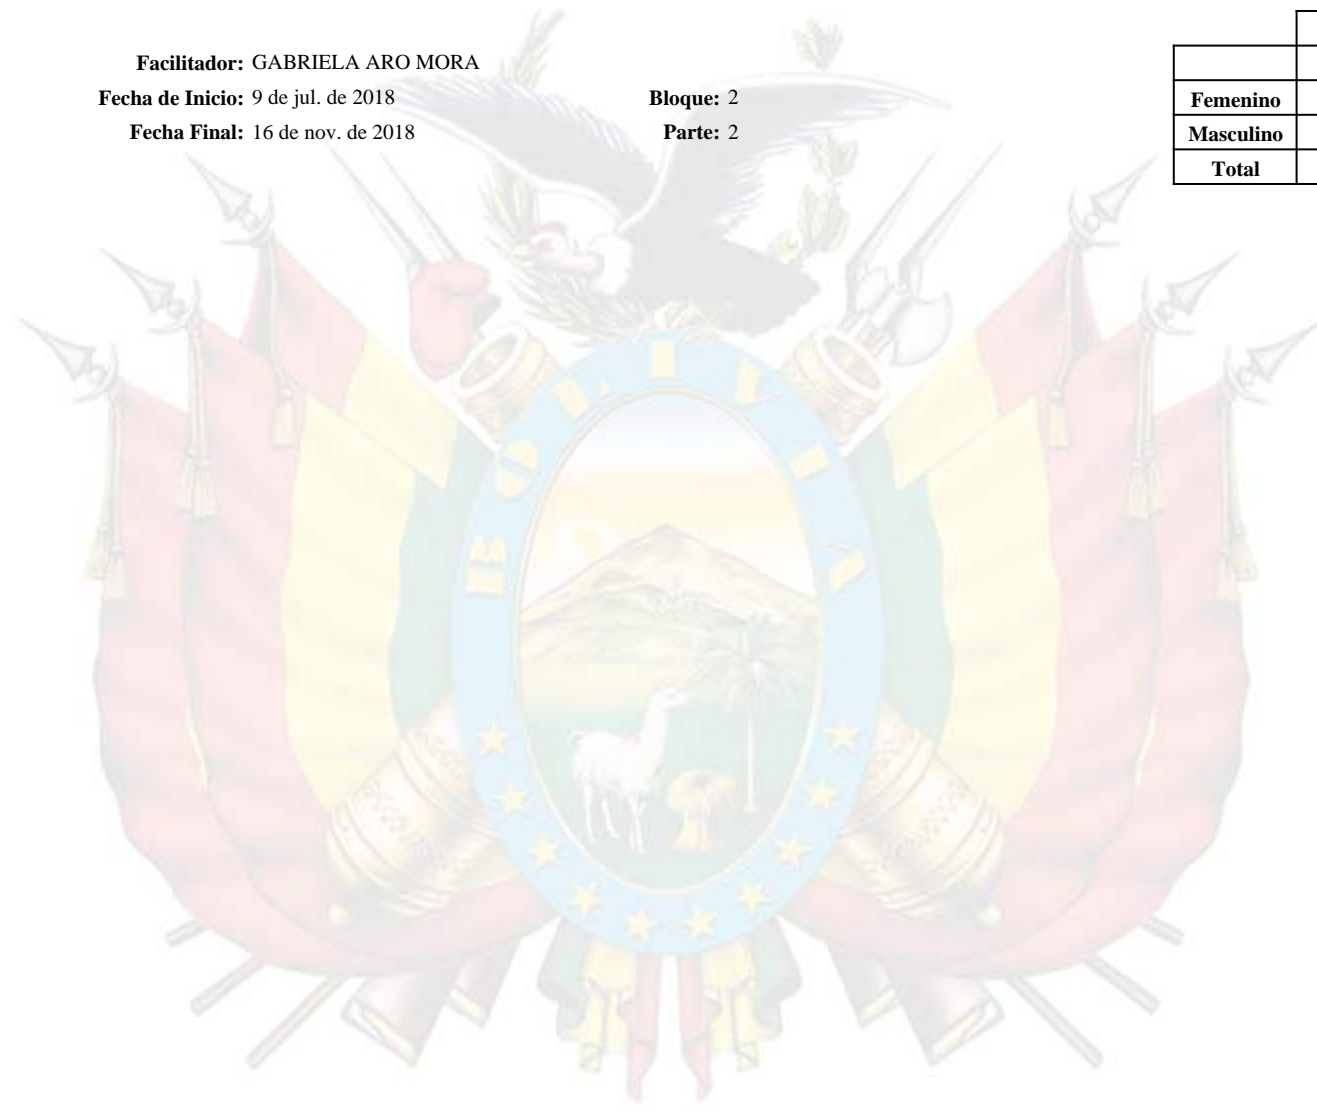 Facilitador: GABRIELA ARO MORA
Fecha de Inicio: 9 de jul. de 2018 Bloque: 2
Fecha Final: 16 de nov. de 2018 Parte: 2
Femenino
Masculino
Total
BOLIVIA